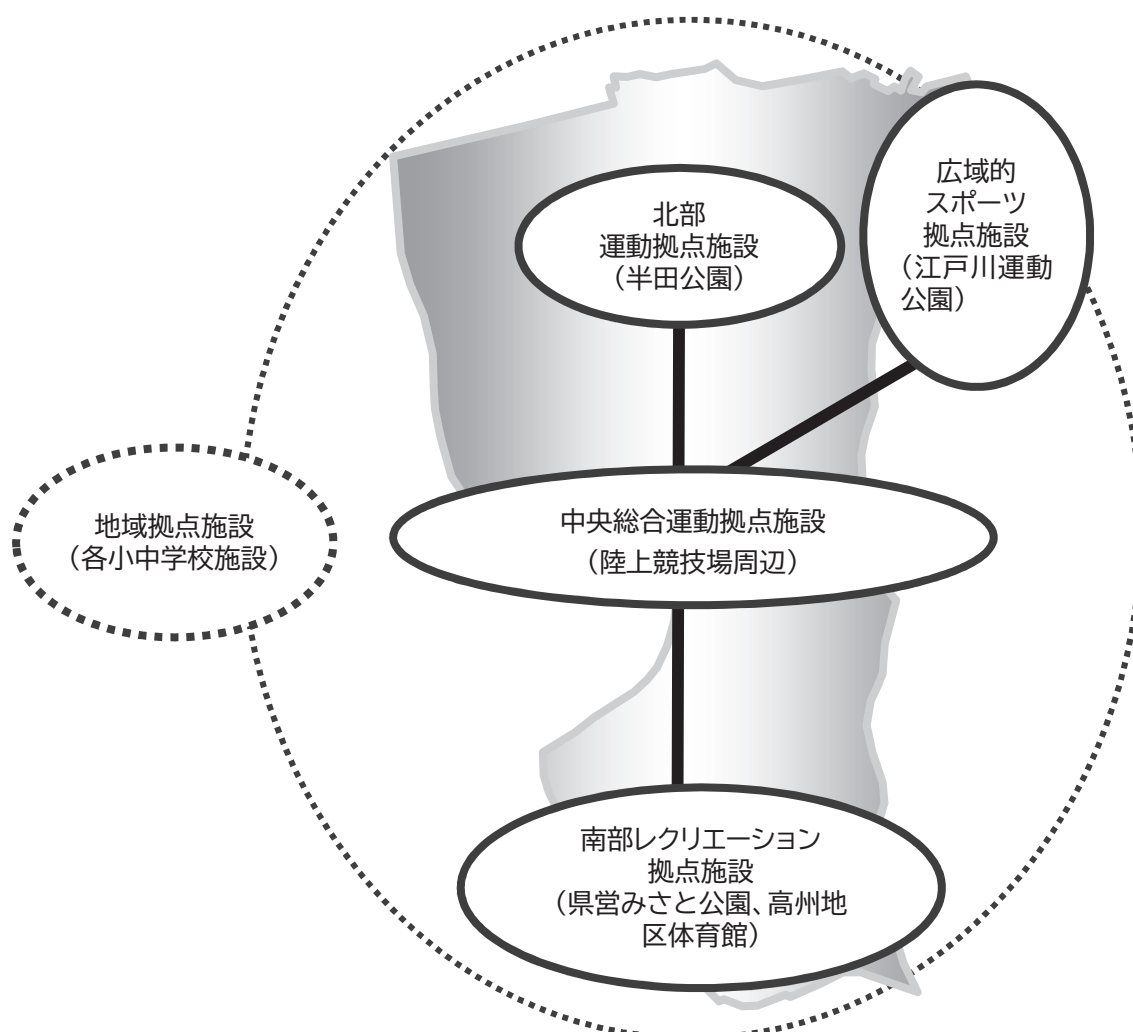 広域的
スポーツ
拠点施設
（江戸川運動
公園）
北部
運動拠点施設
（半田公園）
地域拠点施設
（各小中学校施設）
中央総合運動拠点施設
（陸上競技場周辺）
南部レクリエーション
拠点施設
（県営みさと公園、高州地
区体育館）